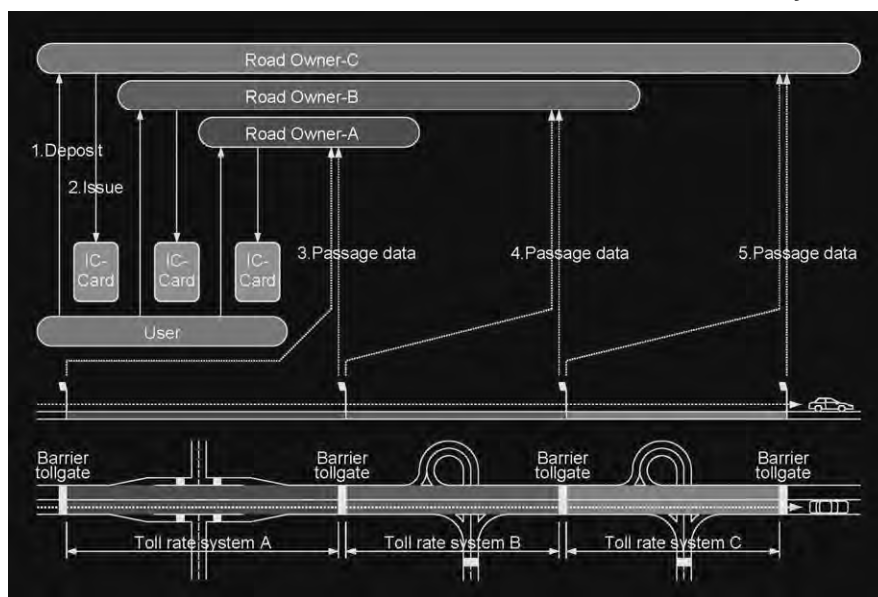 Road Owner-C
Road Owner-B
Road Owner-A
1.Deposit
2.Issue
IC-
Card
IC-
Card
IC-
Card
3.Passage data
4.Passage data
5.Passage data
User
Barrier
tollgate
Barrier
tollgate
Barrier
tollgate
Barrier
tollgate
Toll rate system A
Toll rate system B
Toll rate system C